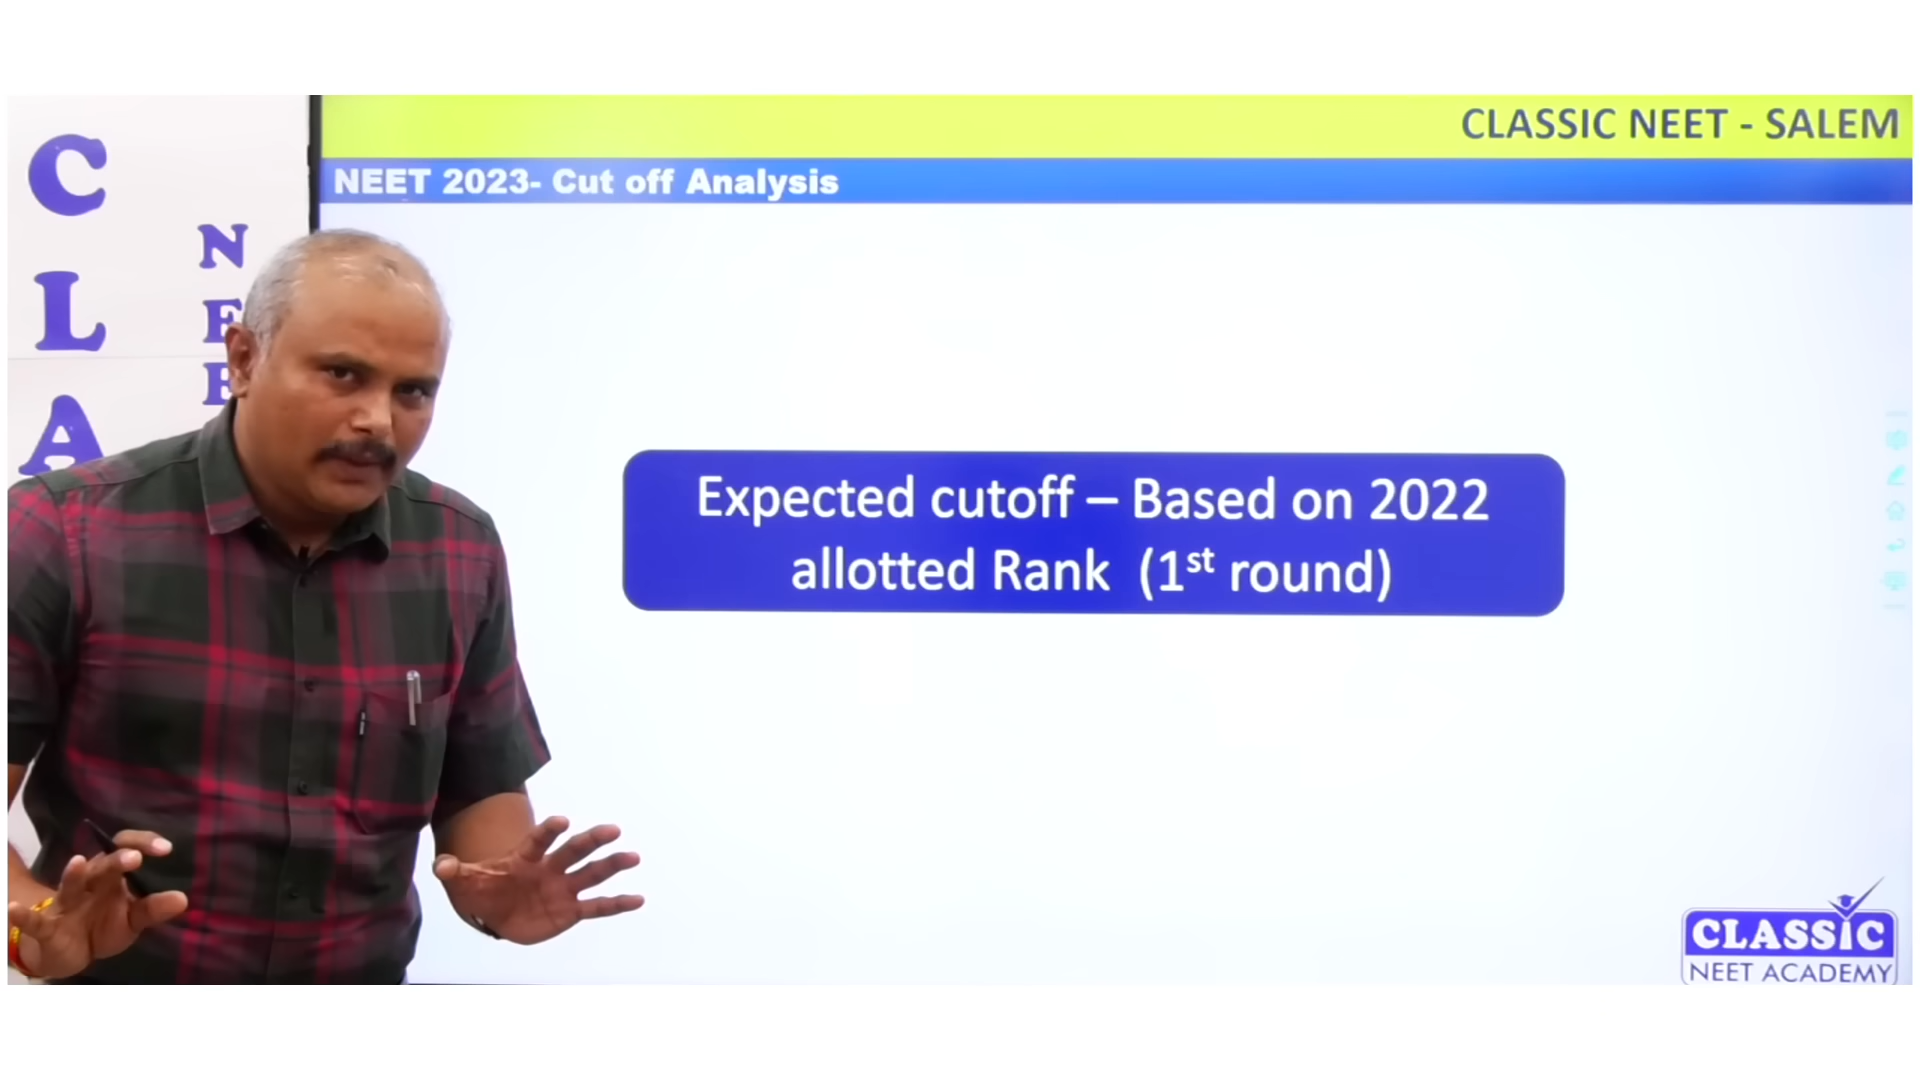 CLASSIC NEET - SALEM
NEET 2023- Cut off Analysis
C
L
A
N
E
E
Expected cutoff – Based on 2022
allotted Rank (1st round)
CLASSIC
NEET ACADEMY